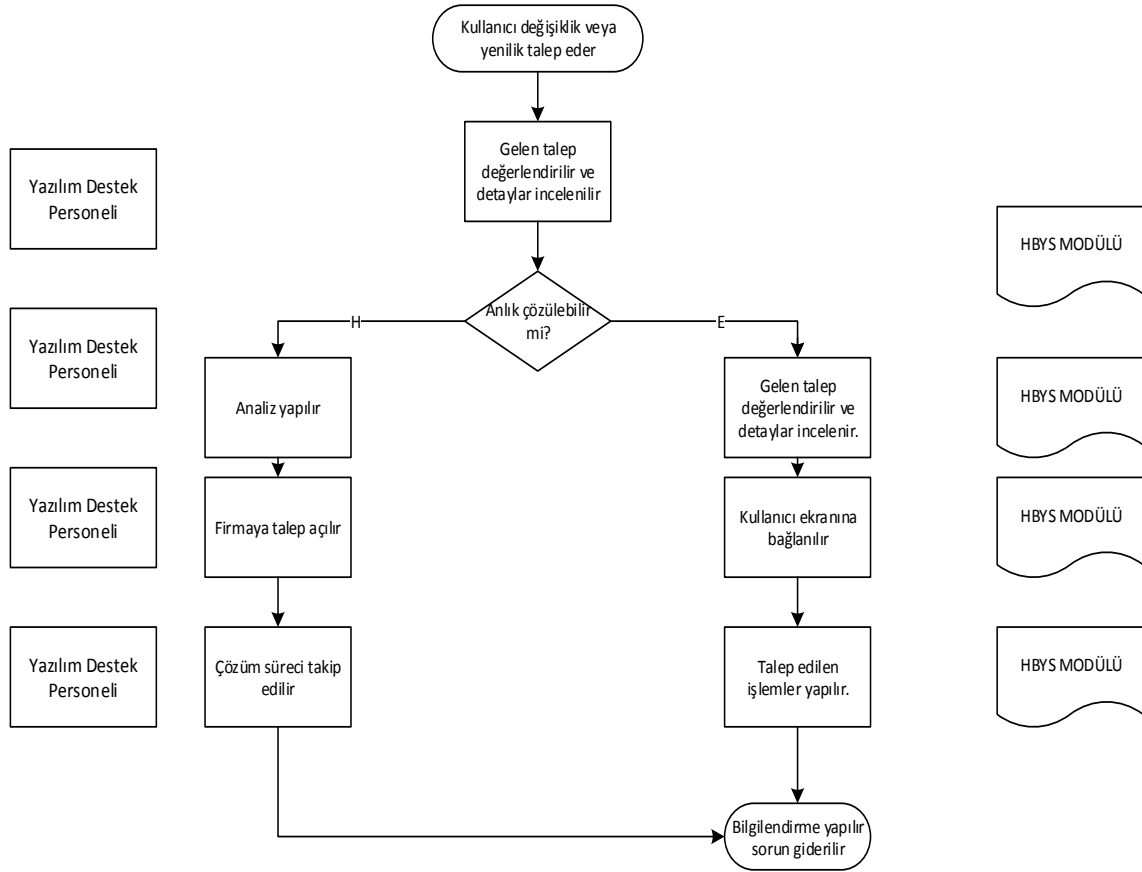 Kullanıcı değişiklik veya
yenilik talep eder
Gelen talep
değerlendirilir ve
detaylar incelenilir
Yazılım Destek
Personeli
HBYS MODÜLÜ
Anlık çözülebilir
mi?
H
E
Yazılım Destek
Personeli
Analiz yapılır
Gelen talep
değerlendirilir ve
detaylar incelenir.
HBYS MODÜLÜ
Yazılım Destek
Personeli
Firmaya talep açılır
Kullanıcı ekranına
bağlanılır
HBYS MODÜLÜ
Yazılım Destek
Personeli
Çözüm süreci takip
edilir
Talep edilen
işlemler yapılır.
HBYS MODÜLÜ
Bilgilendirme yapılır
sorun giderilir